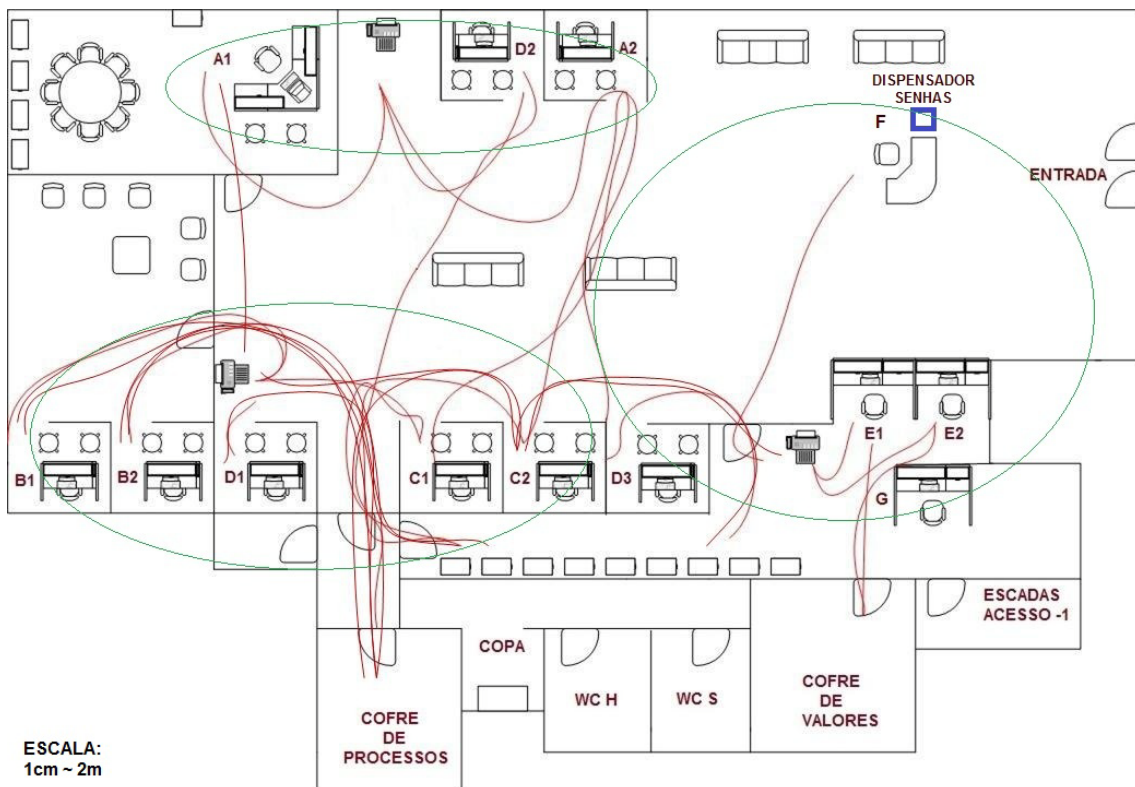 A1
D2
A2
DISPENSADOR
SENHAS
F
ENTRADA
B1
B2
D1
C1
C2
D3
E1
E2
G
ESCADAS
ACESSO -1
COPA
WC H
WC S
COFRE
DE
VALORES
COFRE
DE
PROCESSOS
ESCALA:
1cm ~ 2m